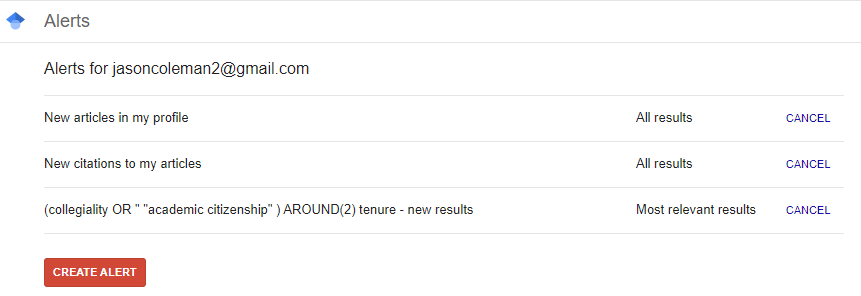 Alerts
Alerts for jasoncoleman2@gmail.com
New articles in my profile All results CANCEL
New citations to my articles All results CANCEL
(collegiality OR " "academic citizenship" ) AROUND(2) tenure - new results Most relevant results CANCEL
CREATE ALERT